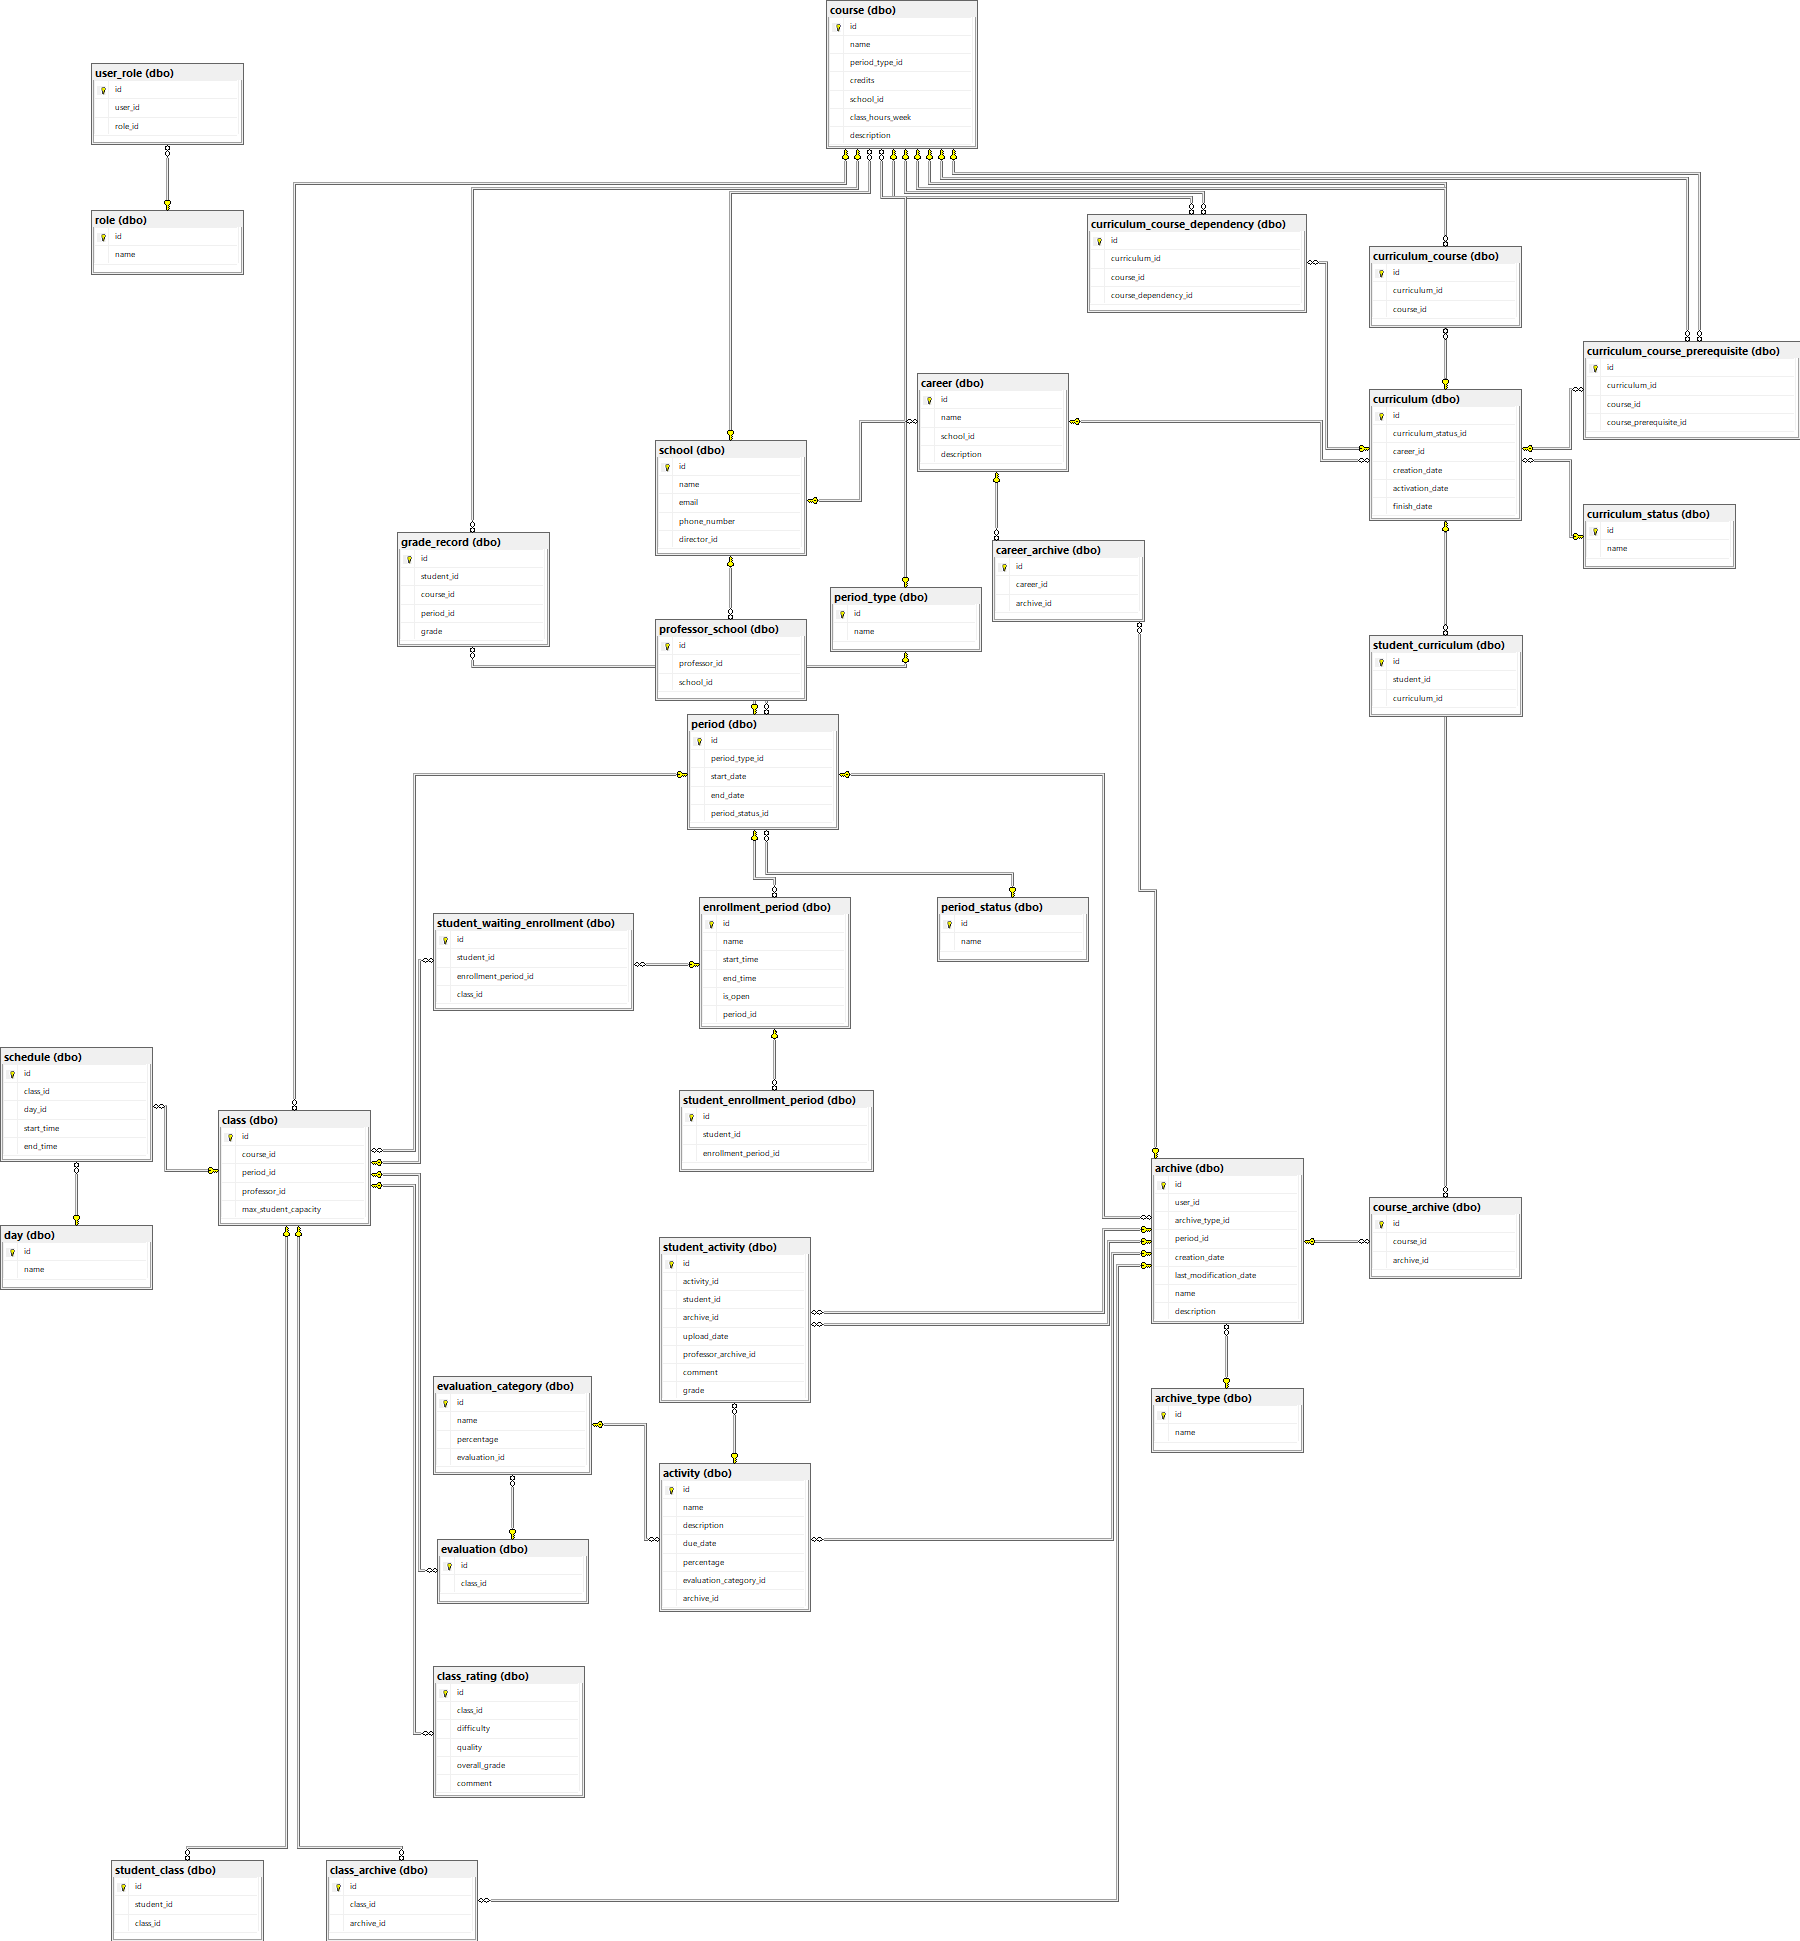 course (dbo)
id
name
period_type_id
credits
school_id
class_hours_week
description
user_role (dbo)
id
user_id
role_id
role (dbo)
id
name
curriculum_course_dependency (dbo)
id
curriculum_id
course_id
course_dependency_id
curriculum_course (dbo)
id
curriculum_id
course_id
curriculum_course_prerequisite (dbo)
id
curriculum_id
course_id
course_prerequisite_id
career (dbo)
id
name
school_id
description
curriculum (dbo)
id
curriculum_status_id
career_id
creation_date
activation_date
finish_date
school (dbo)
id
name
email
phone_number
director_id
curriculum_status (dbo)
id
name
grade_record (dbo)
id
student_id
course_id
period_id
grade
career_archive (dbo)
id
career_id
archive_id
period_type (dbo)
id
name
professor_school (dbo)
id
professor_id
school_id
student_curriculum (dbo)
id
student_id
curriculum_id
period (dbo)
id
period_type_id
start_date
end_date
period_status_id
enrollment_period (dbo)
id
name
start_time
end_time
is_open
period_id
period_status (dbo)
id
name
student_waiting_enrollment (dbo)
id
student_id
enrollment_period_id
class_id
schedule (dbo)
id
class_id
day_id
start_time
end_time
student_enrollment_period (dbo)
id
student_id
enrollment_period_id
class (dbo)
id
course_id
period_id
professor_id
max_student_capacity
archive (dbo)
id
user_id
archive_type_id
period_id
creation_date
last_modification_date
name
description
course_archive (dbo)
id
course_id
archive_id
day (dbo)
id
name
student_activity (dbo)
id
activity_id
student_id
archive_id
upload_date
professor_archive_id
comment
grade
evaluation_category (dbo)
id
name
percentage
evaluation_id
archive_type (dbo)
id
name
activity (dbo)
id
name
description
due_date
percentage
evaluation_category_id
archive_id
evaluation (dbo)
id
class_id
class_rating (dbo)
id
class_id
difficulty
quality
overall_grade
comment
student_class (dbo)
id
student_id
class_id
class_archive (dbo)
id
class_id
archive_id